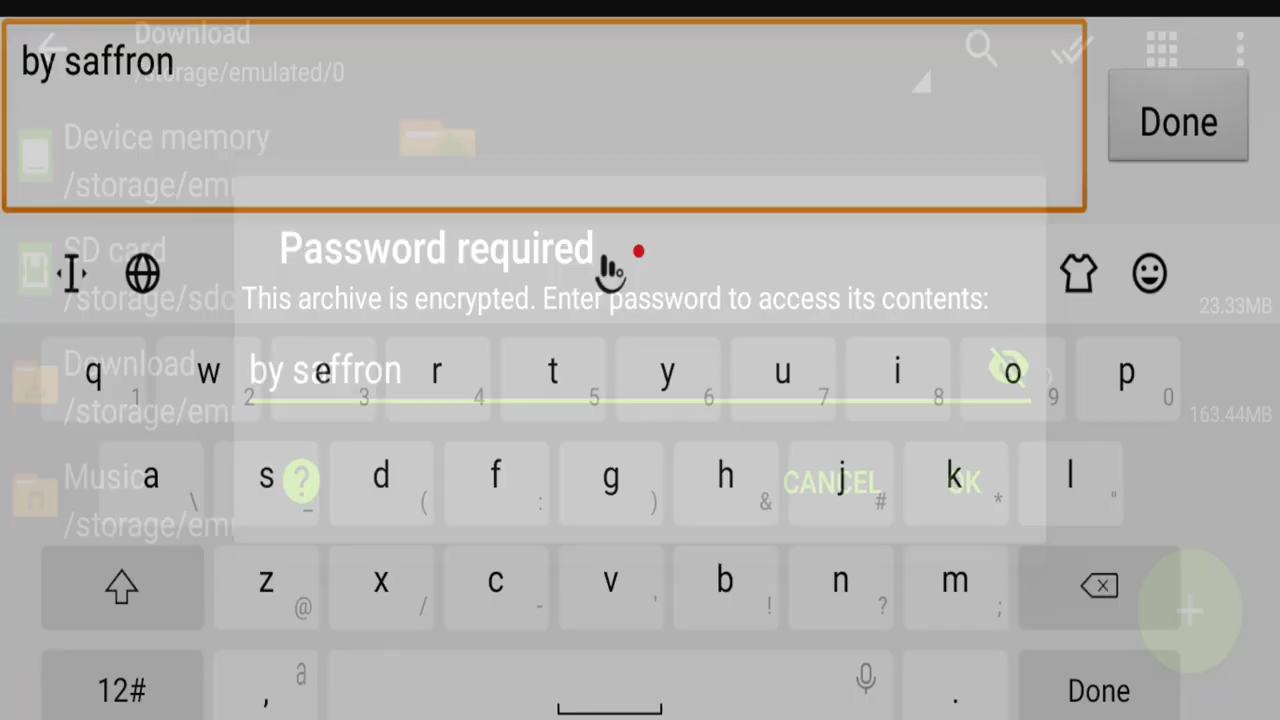 Download
by saffron
/storage/emulated/0
Done
Device memory
/storage/em
Password required
SD card
/storage/sdc
This archive is encrypted. Enter password to access its contents:
23.33MB
Download
by saffron
q w e r t y u i o p
1 2 3 4 5 6 7 8 9 0
/storage/em
163.44MB
Music
a s d f g h j k l
\ _ ( : ) & # * "
?
CANCEL
OK
/storage/em
z x c v b n m
@ / - ' ! ? ;
12#
, a
.
Done